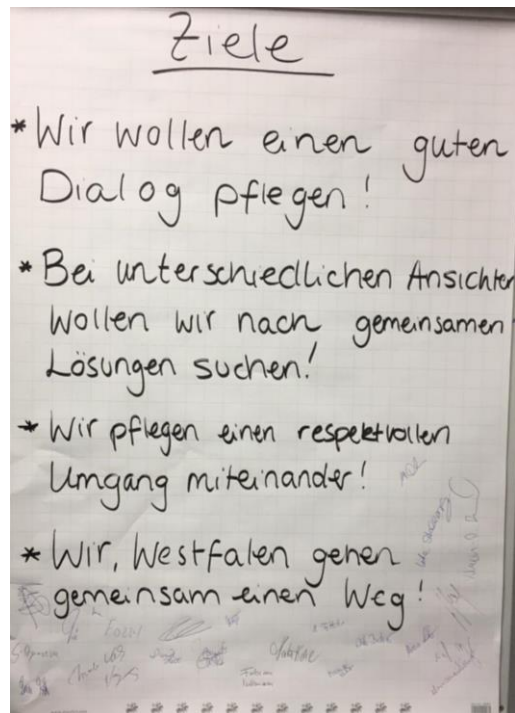 Ziele
* Wir wollen einen guten
Dialog pflegen!
* Bei unterschiedlichen Ansichten
wollen wir nach gemeinsamen
Lösungen suchen!
* Wir pflegen einen respektvollen
Umgang miteinander!
* Wir, Westfalen gehen
gemeinsam einen Weg!